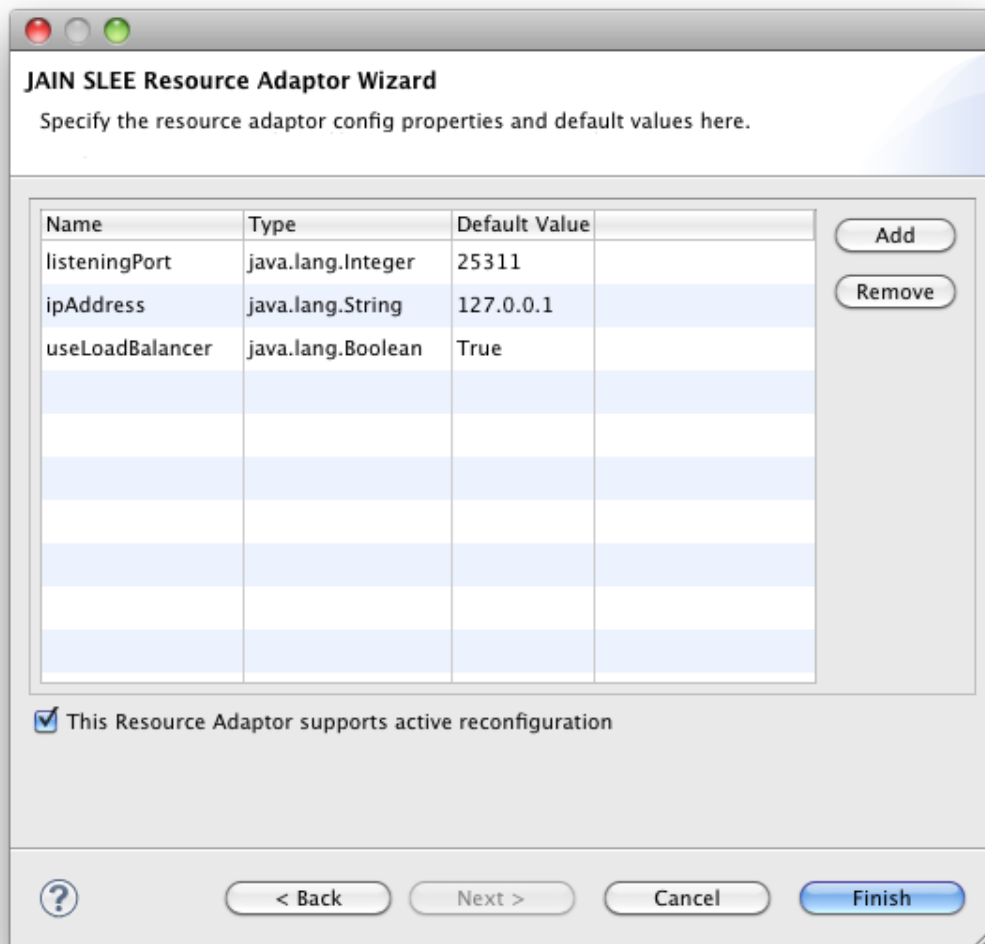 JAIN SLEE Resource Adaptor Wizard
Specify the resource adaptor config properties and default values here.
Name Type Default Value
listeningPort java.lang.Integer 25311
ipAddress java.lang.String 127.0.0.1
useLoadBalancer java.lang.Boolean True
Add
Remove
This Resource Adaptor supports active reconfiguration
? < Back Next > Cancel Finish